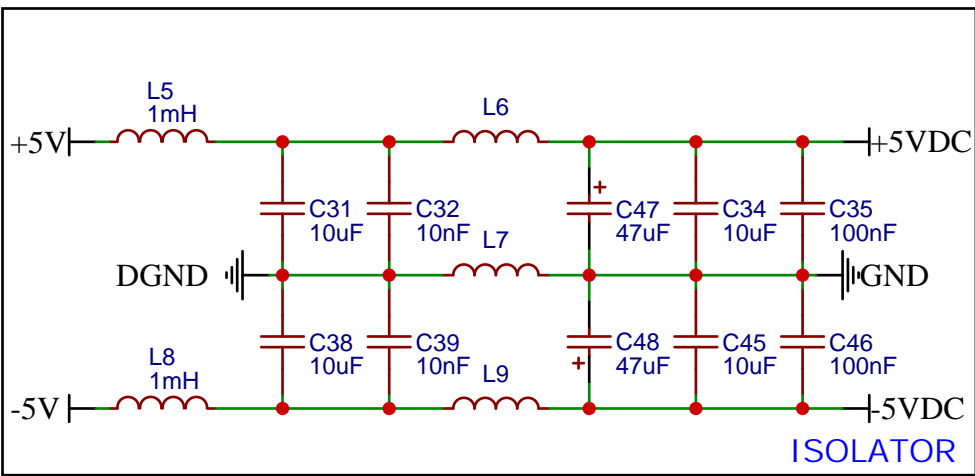 L5
1mH
L6
+5V
+5VDC
+
C31
10uF
C32
10nF
C47
47uF
C34
10uF
C35
100nF
L7
DGND
GND
C38
10uF
C39
10nF
C48
47uF
C45
10uF
C46
100nF
+
L8
1mH
L9
-5V
-5VDC
ISOLATOR